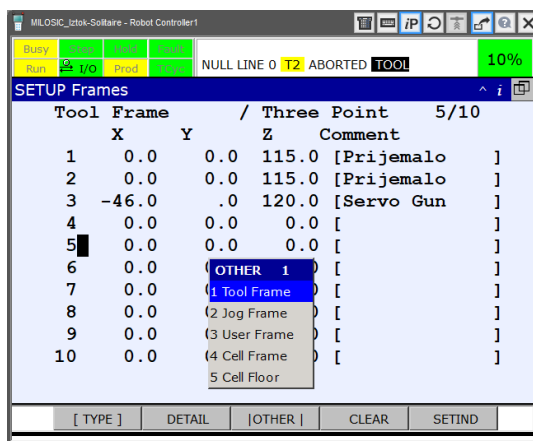 MILOSIC_Iztok-Solitaire - Robot Controller1
iP
X
Busy Step Hold Fault
Run I/O Prod TCyc
NULL LINE 0 T2 ABORTED TOOL
10%
SETUP Frames
i
Tool Frame / Three Point 5/10
X Y Z Comment
1 0.0 0.0 115.0 [Prijemalo ]
2 0.0 0.0 115.0 [Prijemalo ]
3 -46.0 .0 120.0 [Servo Gun ]
4 0.0 0.0 0.0 [ ]
5 0.0 0.0 0.0 [ ]
6 0.0 [ ]
7 0.0 [ ]
8 0.0 [ ]
9 0.0 [ ]
10 0.0 [ ]
OTHER 1
1 Tool Frame
2 Jog Frame
3 User Frame
4 Cell Frame
5 Cell Floor
[ TYPE ] DETAIL |OTHER | CLEAR SETIND